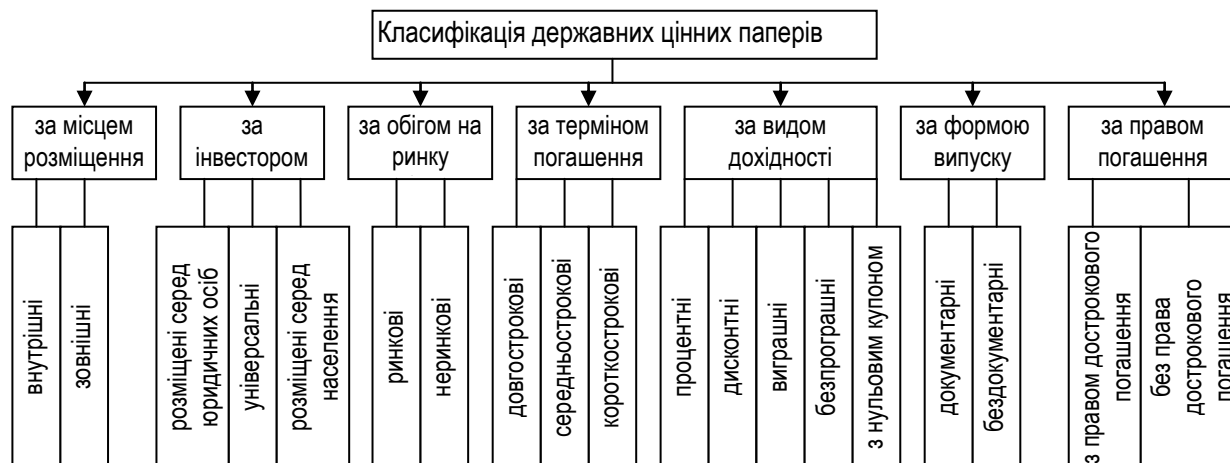 Класифікація державних цінних паперів
за місцем
розміщення
за
інвестором
за обігом на
ринку
за терміном
погашення
за видом
дохідності
за формою
випуску
за правом
погашення
внутрішні
зовнішні
розміщені серед
юридичних осіб
універсальні
розміщені серед
населення
ринкові
неринкові
довгострокові
середньострокові
короткострокові
процентні
дисконтні
виграшні
безпрограшні
з нульовим купоном
документарні
бездокументарні
з правом дострокового
погашення
без права
дострокового
погашення